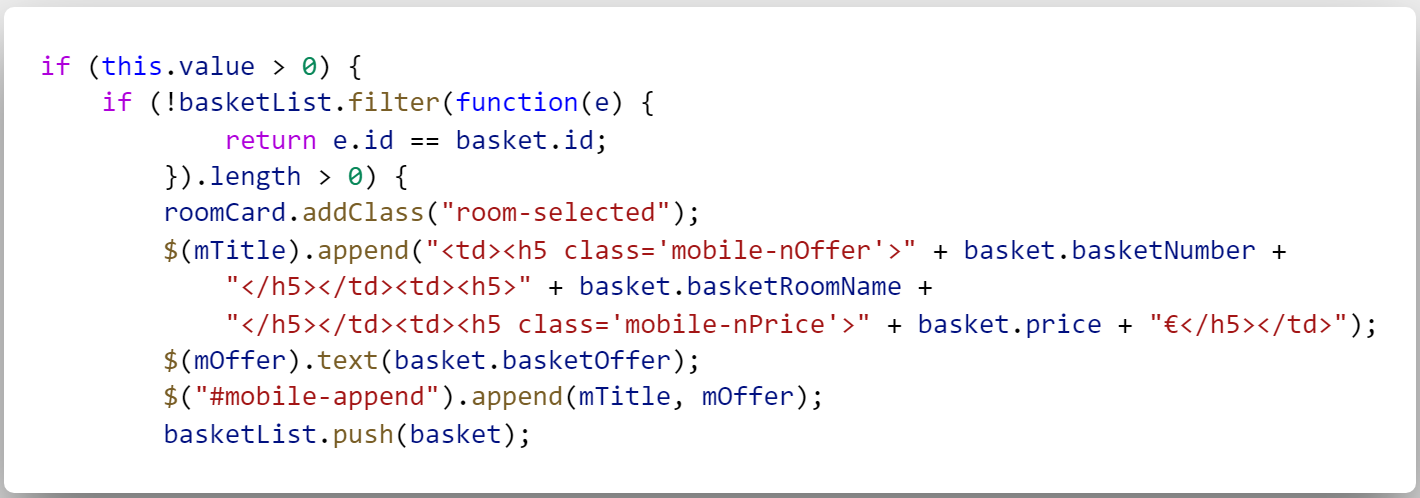 if (this.value > 0) {
    if (!basketList.filter(function(e) {
            return e.id == basket.id;
        }).length > 0) {
        roomCard.addClass("room-selected");
        $(mTitle).append("<td><h5 class='mobile-nOffer'>" + basket.basketNumber +
            "</h5></td><td><h5>" + basket.basketRoomName +
            "</h5></td><td><h5 class='mobile-nPrice'>" + basket.price + "€</h5></td>");
        $(mOffer).text(basket.basketOffer);
        $("#mobile-append").append(mTitle, mOffer);
        basketList.push(basket);